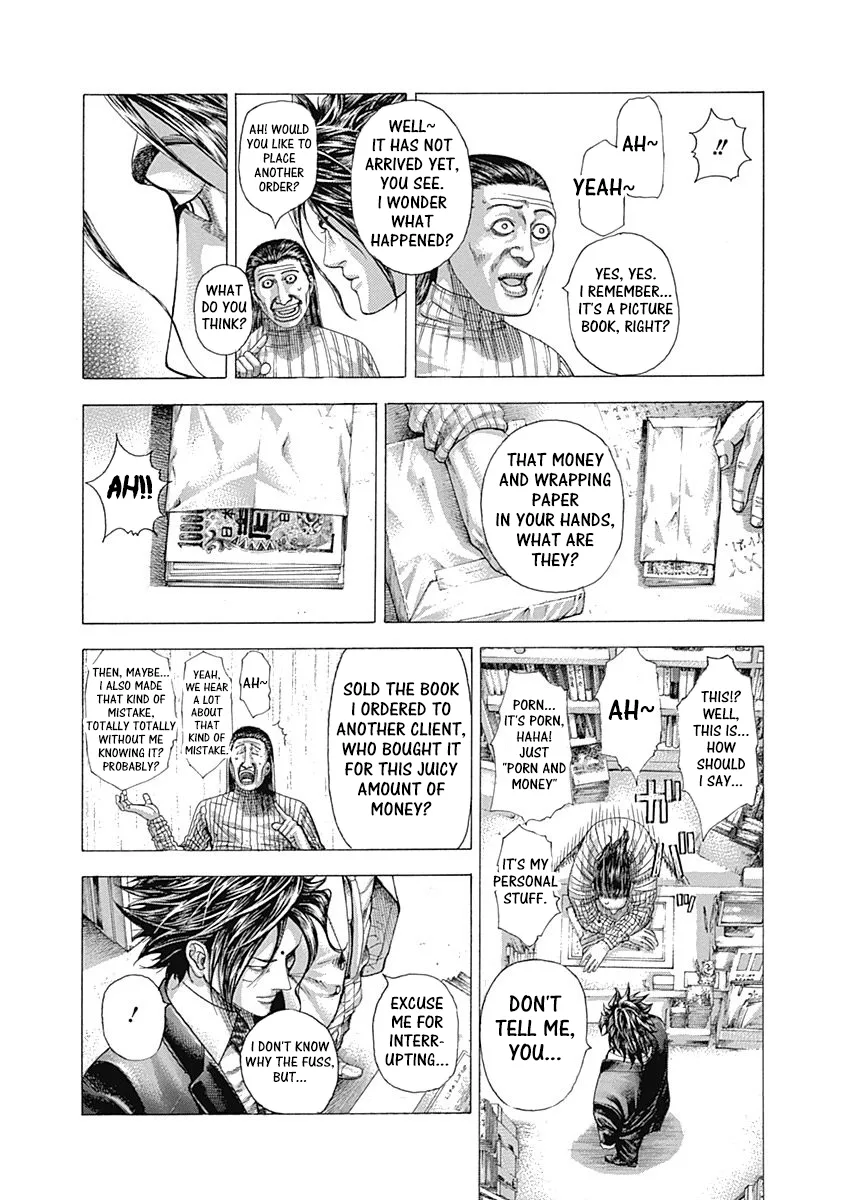 !!
AH~
YEAH~
YES, YES.
I REMEMBER...
IT'S A PICTURE
BOOK, RIGHT?
WELL~
IT HAS NOT
ARRIVED YET,
YOU SEE.
I WONDER
WHAT
HAPPENED?
AH! WOULD
YOU LIKE TO
PLACE
ANOTHER
ORDER?
WHAT
DO YOU
THINK?
THAT MONEY
AND WRAPPING
PAPER
IN YOUR HANDS,
WHAT ARE
THEY?
AH!!
10000
THIS!?
WELL,
THIS IS...
HOW
SHOULD
I SAY...
AH~
PORN...
IT'S PORN,
HAHA!
JUST
"PORN AND
MONEY"
IT'S MY
PERSONAL
STUFF.
DON'T
TELL ME,
YOU...
SOLD THE BOOK
I ORDERED TO
ANOTHER CLIENT,
WHO BOUGHT IT
FOR THIS JUICY
AMOUNT OF
MONEY?
AH~
YEAH,
WE HEAR
A LOT
ABOUT
THAT
KIND OF
MISTAKE.
THEN, MAYBE...
I ALSO MADE
THAT KIND OF
MISTAKE,
TOTALLY TOTALLY
WITHOUT ME
KNOWING IT?
PROBABLY?
EXCUSE
ME FOR
INTERR-
UPTING...
I DON'T KNOW
WHY THE FUSS,
BUT...
!